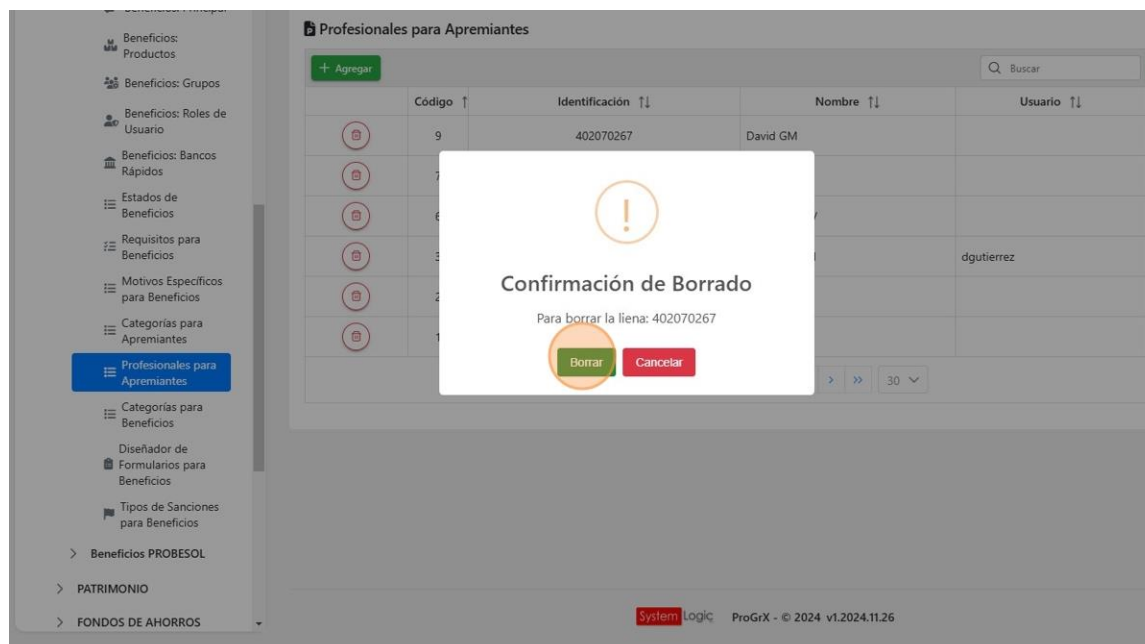 Beneficios: Principal
Beneficios:
Productos
Beneficios: Grupos
Beneficios: Roles de
Usuario
Beneficios: Bancos
Rápidos
Estados de
Beneficios
Requisitos para
Beneficios
Motivos Específicos
para Beneficios
Categorías para
Apremiantes
Profesionales para
Apremiantes
Categorías para
Beneficios
Diseñador de
Formularios para
Beneficios
Tipos de Sanciones
para Beneficios
Beneficios PROBESOL
PATRIMONIO
FONDOS DE AHORROS
Profesionales para Apremiantes
+ Agregar
Buscar
Código Identificación Nombre Usuario
9 402070267 David GM
dgutierrez
Confirmación de Borrado
Para borrar la liena: 402070267
Borrar Cancelar
30
System Logic ProGrX - © 2024 v1.2024.11.26